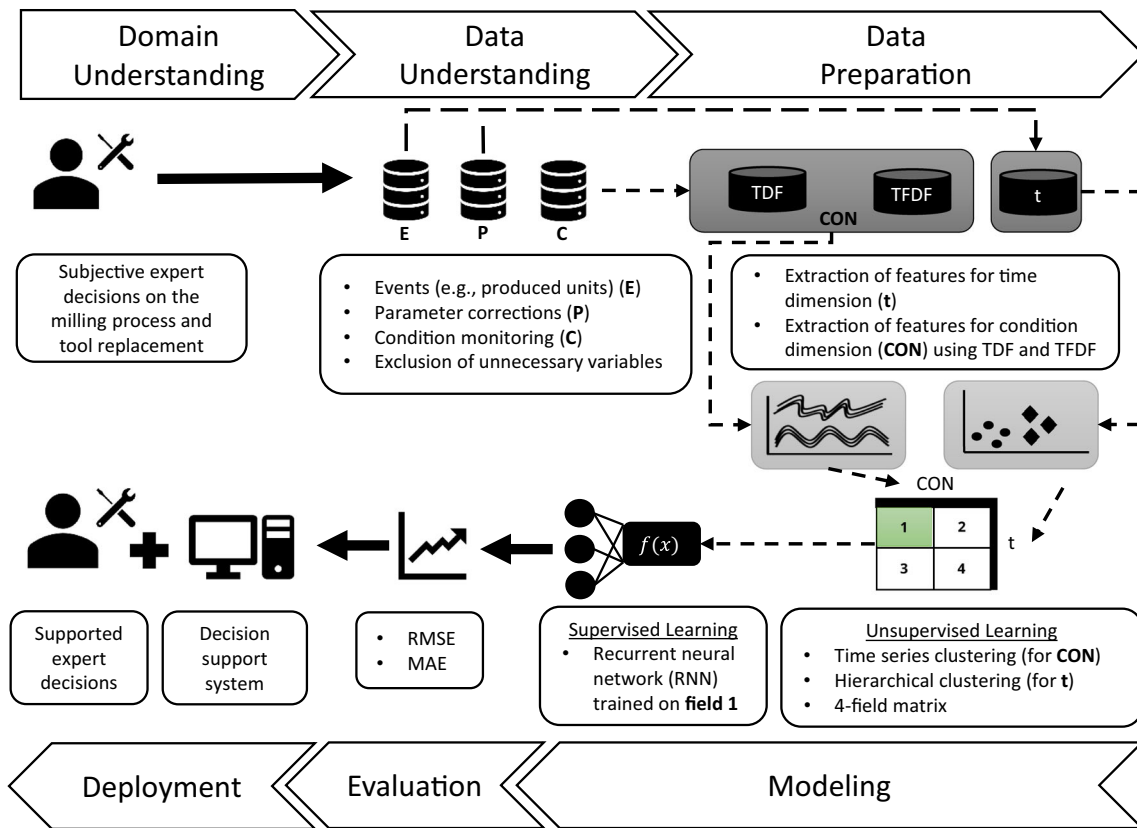 Domain
Understanding
Data
Understanding
Data
Preparation
E
P
C
TDF
TFDF
CON
t
Subjective expert
decisions on the
milling process and
tool replacement
• Events (e.g., produced units) (E)
• Parameter corrections (P)
• Condition monitoring (C)
• Exclusion of unnecessary variables
• Extraction of features for time
dimension (t)
• Extraction of features for condition
dimension (CON) using TDF and TFDF
CON
1
2
t
3
4
f(x)
Supported
expert
decisions
Decision
support
system
• RMSE
• MAE
Supervised Learning
• Recurrent neural
network (RNN)
trained on field 1
Unsupervised Learning
• Time series clustering (for CON)
• Hierarchical clustering (for t)
• 4-field matrix
Deployment
Evaluation
Modeling